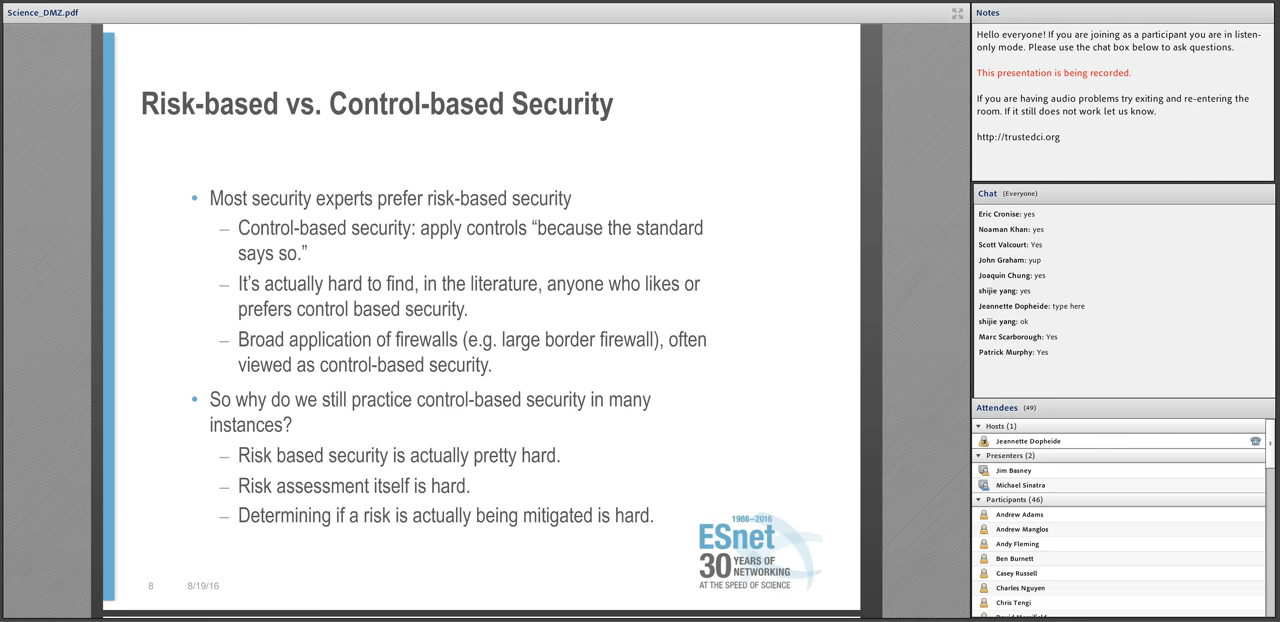 Science_DMZ.pdf
Risk-based vs. Control-based Security
• Most security experts prefer risk-based security
– Control-based security: apply controls “because the standard
says so.”
– It’s actually hard to find, in the literature, anyone who likes or
prefers control based security.
– Broad application of firewalls (e.g. large border firewall), often
viewed as control-based security.
• So why do we still practice control-based security in many
instances?
– Risk based security is actually pretty hard.
– Risk assessment itself is hard.
– Determining if a risk is actually being mitigated is hard.
1986–2016
ESnet
30 YEARS OF
NETWORKING
AT THE SPEED OF SCIENCE
8 8/19/16
Notes
Hello everyone! If you are joining as a participant you are in listen-
only mode. Please use the chat box below to ask questions.
This presentation is being recorded.
If you are having audio problems try exiting and re-entering the
room. If it still does not work let us know.
http://trustedci.org
Chat (Everyone)
Eric Cronise: yes
Noaman Khan: yes
Scott Valcourt: Yes
John Graham: yup
Joaquin Chung: yes
shijie yang: yes
Jeannette Dopheide: type here
shijie yang: ok
Marc Scarborough: Yes
Patrick Murphy: Yes
Attendees (49)
Hosts (1)
Jeannette Dopheide
Presenters (2)
Jim Basney
Michael Sinatra
Participants (46)
Andrew Adams
Andrew Manglos
Andy Fleming
Ben Burnett
Casey Russell
Charles Nguyen
Chris Tengi